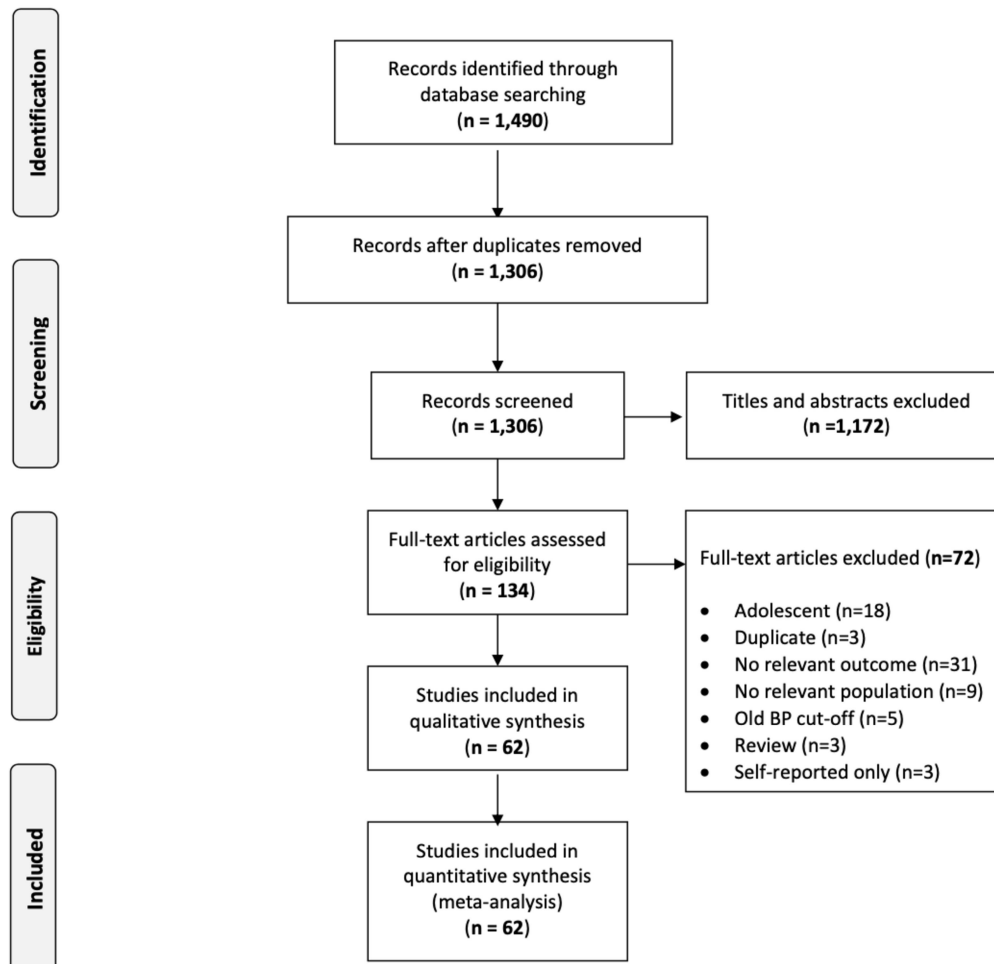 Identification
Records identified through
database searching
(n = 1,490)
Records after duplicates removed
(n = 1,306)
Screening
Records screened
(n = 1,306)
Titles and abstracts excluded
(n =1,172)
Eligibility
Full-text articles assessed
for eligibility
(n = 134)
Full-text articles excluded (n=72)
• Adolescent (n=18)
• Duplicate (n=3)
• No relevant outcome (n=31)
• No relevant population (n=9)
• Old BP cut-off (n=5)
• Review (n=3)
• Self-reported only (n=3)
Studies included in
qualitative synthesis
(n = 62)
Included
Studies included in
quantitative synthesis
(meta-analysis)
(n = 62)